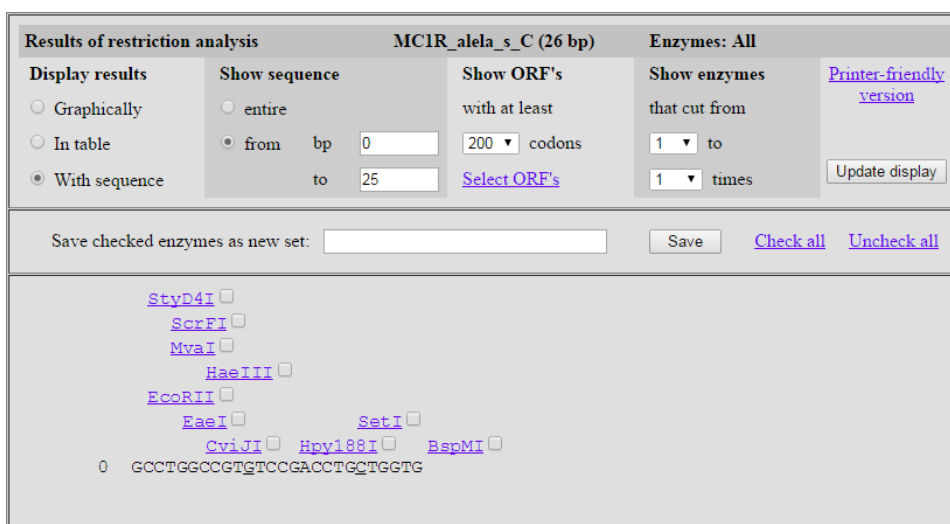 Results of restriction analysis MC1R_alela_s_C (26 bp) Enzymes: All
Display results Show sequence Show ORF's Show enzymes Printer-friendly version
Graphically entire with at least that cut from
In table from bp 0 200 codons 1 to
With sequence to 25 Select ORF's 1 times Update display
Save checked enzymes as new set: Save Check all Uncheck all
StyD4I
ScrFI
MvaI
HaeIII
EcoRII
EaeI SetI
CviJI Hpy188I BspMI
0 GCCTGGCCGTGTCCGACCTGCTGGTG